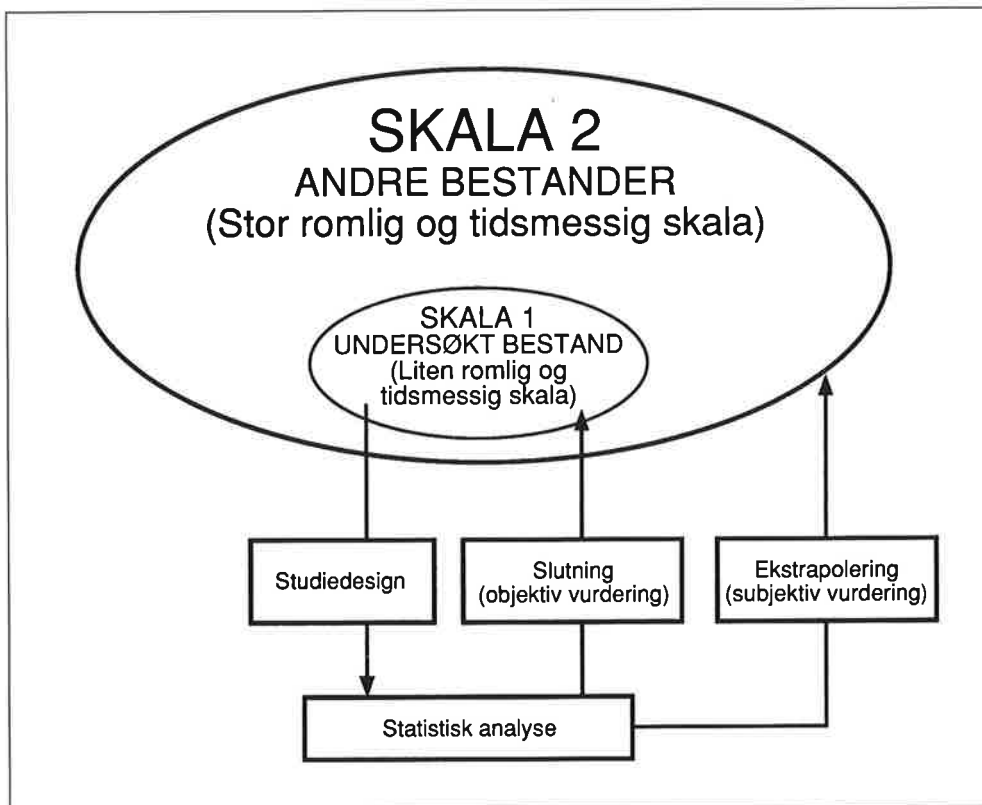 SKALA 2
ANDRE BESTANDER
(Stor romlig og tidsmessig skala)
SKALA 1
UNDERSØKT BESTAND
(Liten romlig og
tidsmessig skala)
Studiedesign
Slutning
(objektiv vurdering)
Ekstrapolering
(subjektiv vurdering)
Statistisk analyse